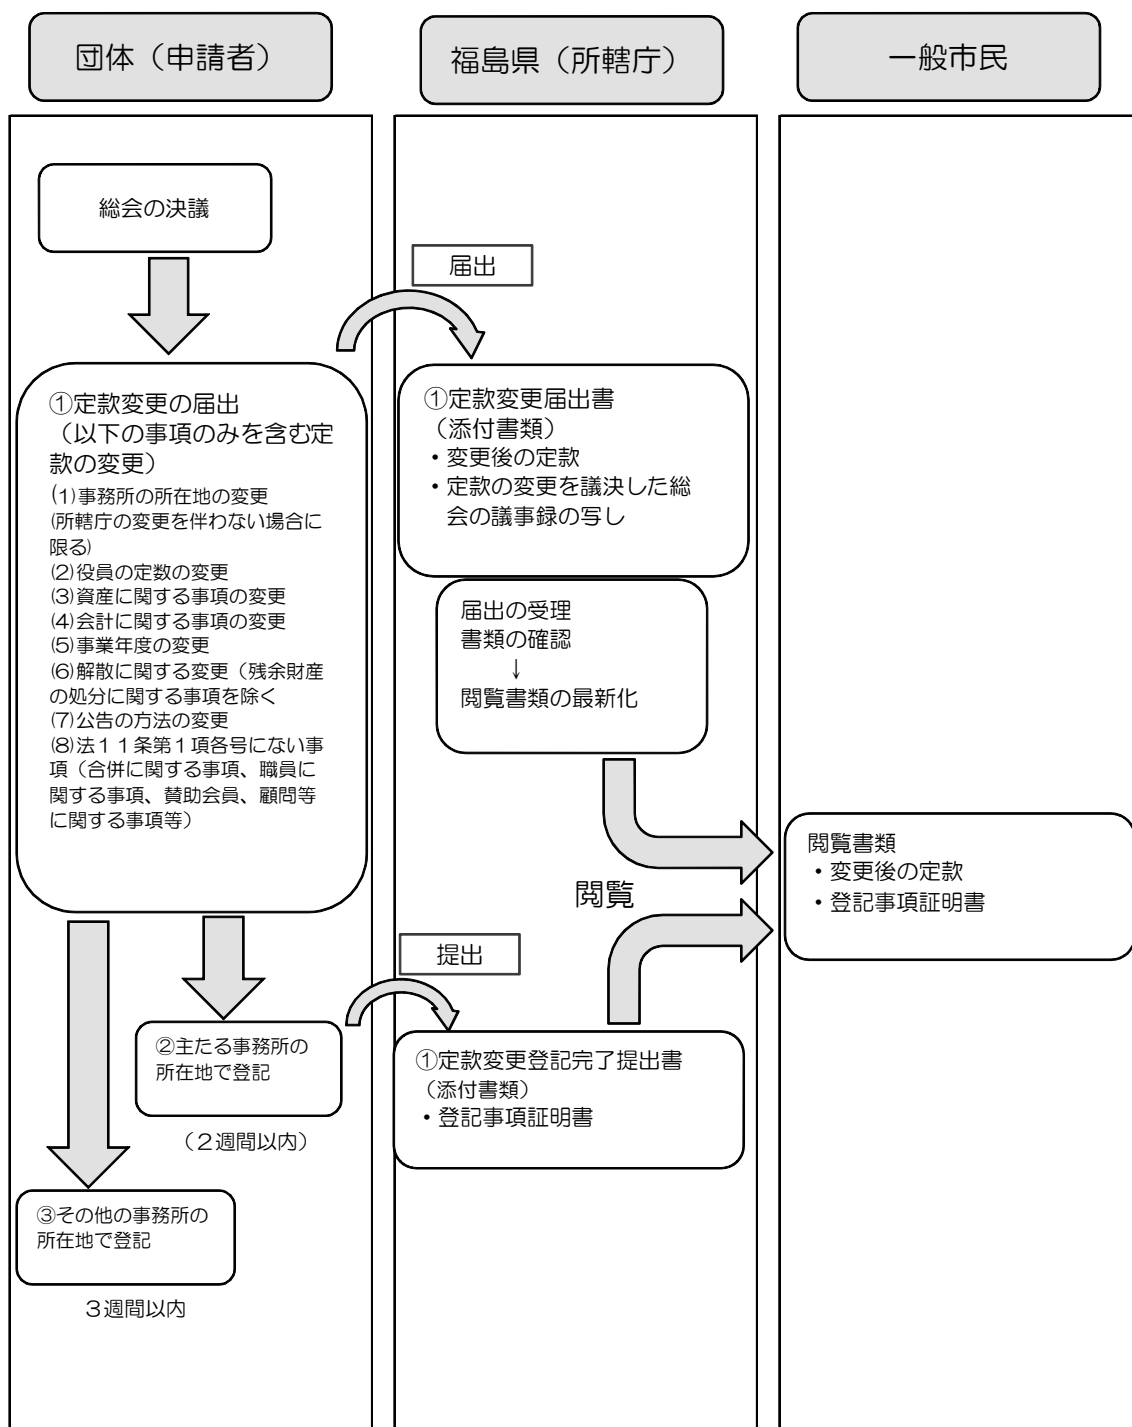 団体（申請者）
福島県（所轄庁）
一般市民
総会の決議
届出
①定款変更の届出
（以下の事項のみを含む定
款の変更）
(1)事務所の所在地の変更
(所轄庁の変更を伴わない場合に
限る)
(2)役員の定数の変更
(3)資産に関する事項の変更
(4)会計に関する事項の変更
(5)事業年度の変更
(6)解散に関する変更（残余財産
の処分に関する事項を除く
(7)公告の方法の変更
(8)法１１条第１項各号にない事
項（合併に関する事項、職員に
関する事項、賛助会員、顧問等
に関する事項等）
①定款変更届出書
（添付書類）
・変更後の定款
・定款の変更を議決した総
会の議事録の写し
届出の受理
書類の確認
↓
閲覧書類の最新化
閲覧書類
・変更後の定款
・登記事項証明書
閲覧
提出
②主たる事務所の
所在地で登記
（２週間以内）
①定款変更登記完了提出書
（添付書類）
・登記事項証明書
③その他の事務所の
所在地で登記
３週間以内